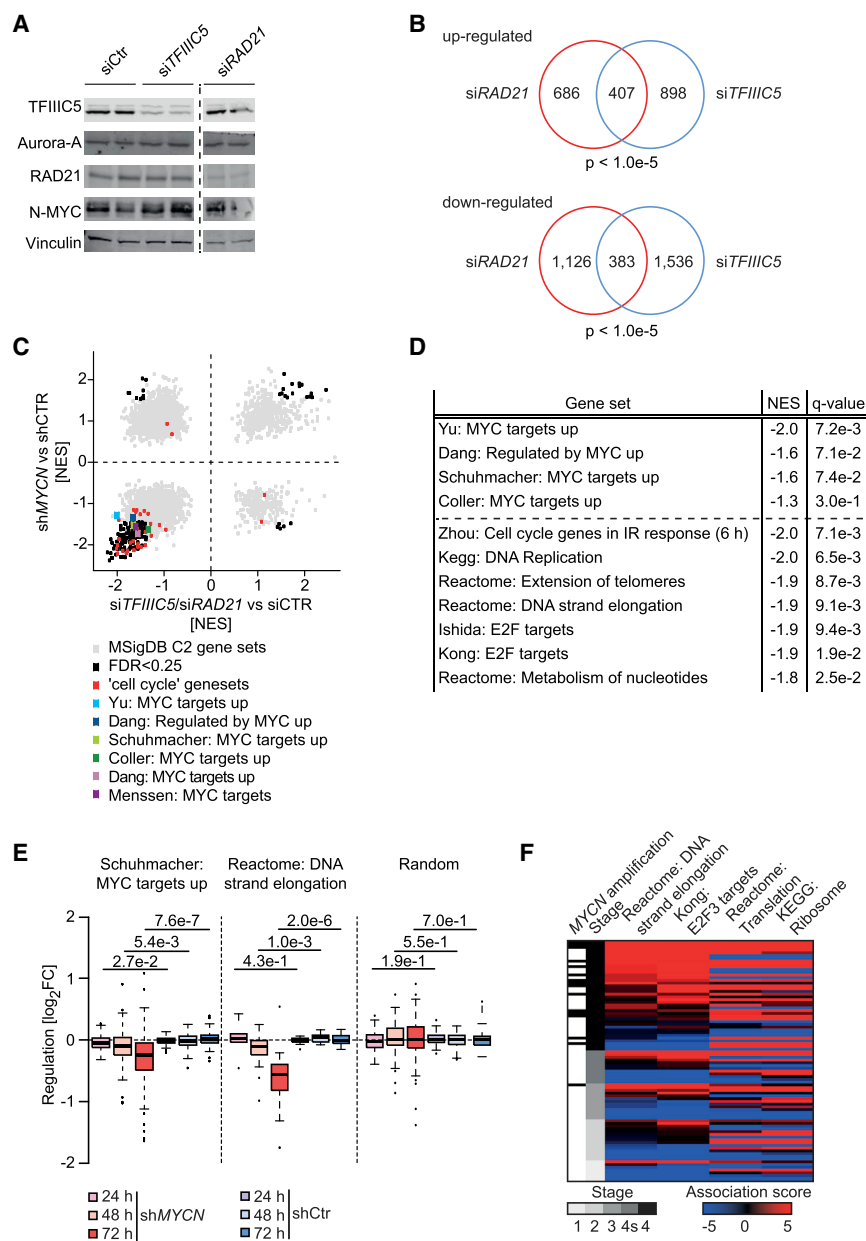 A
siCtr
siTFIIIC5
siRAD21
TFIIIC5
Aurora-A
RAD21
N-MYC
Vinculin
B
up-regulated
siRAD21 686 407 898 siTFIIIC5
p < 1.0e-5
down-regulated
siRAD21 1,126 383 1,536 siTFIIIC5
p < 1.0e-5
C
shMYCN vs shCTR
[NES]
2
1
0
-1
-2
-2 -1 0 1 2
siTFIIIC5/siRAD21 vs siCTR
[NES]
MSigDB C2 gene sets
FDR<0.25
'cell cycle' genesets
Yu: MYC targets up
Dang: Regulated by MYC up
Schuhmacher: MYC targets up
Coller: MYC targets up
Dang: MYC targets up
Menssen: MYC targets
D
Gene set NES q-value
Yu: MYC targets up -2.0 7.2e-3
Dang: Regulated by MYC up -1.6 7.1e-2
Schuhmacher: MYC targets up -1.6 7.4e-2
Coller: MYC targets up -1.3 3.0e-1
Zhou: Cell cycle genes in IR response (6 h) -2.0 7.1e-3
Kegg: DNA Replication -2.0 6.5e-3
Reactome: Extension of telomeres -1.9 8.7e-3
Reactome: DNA strand elongation -1.9 9.1e-3
Ishida: E2F targets -1.9 9.4e-3
Kong: E2F targets -1.9 1.9e-2
Reactome: Metabolism of nucleotides -1.8 2.5e-2
E
Schuhmacher:
MYC targets up
Reactome: DNA
strand elongation
Random
Regulation [log2FC]
2
1
0
-1
-2
7.6e-7
5.4e-3
2.7e-2
2.0e-6
1.0e-3
4.3e-1
7.0e-1
5.5e-1
1.9e-1
24 h
48 h
72 h
shMYCN
24 h
48 h
72 h
shCtr
F
MYCN amplification
Stage
Reactome: DNA
strand elongation
Kong:
E2F3 targets
Reactome:
Translation
KEGG:
Ribosome
Stage
1 2 3 4s 4
Association score
-5 0 5